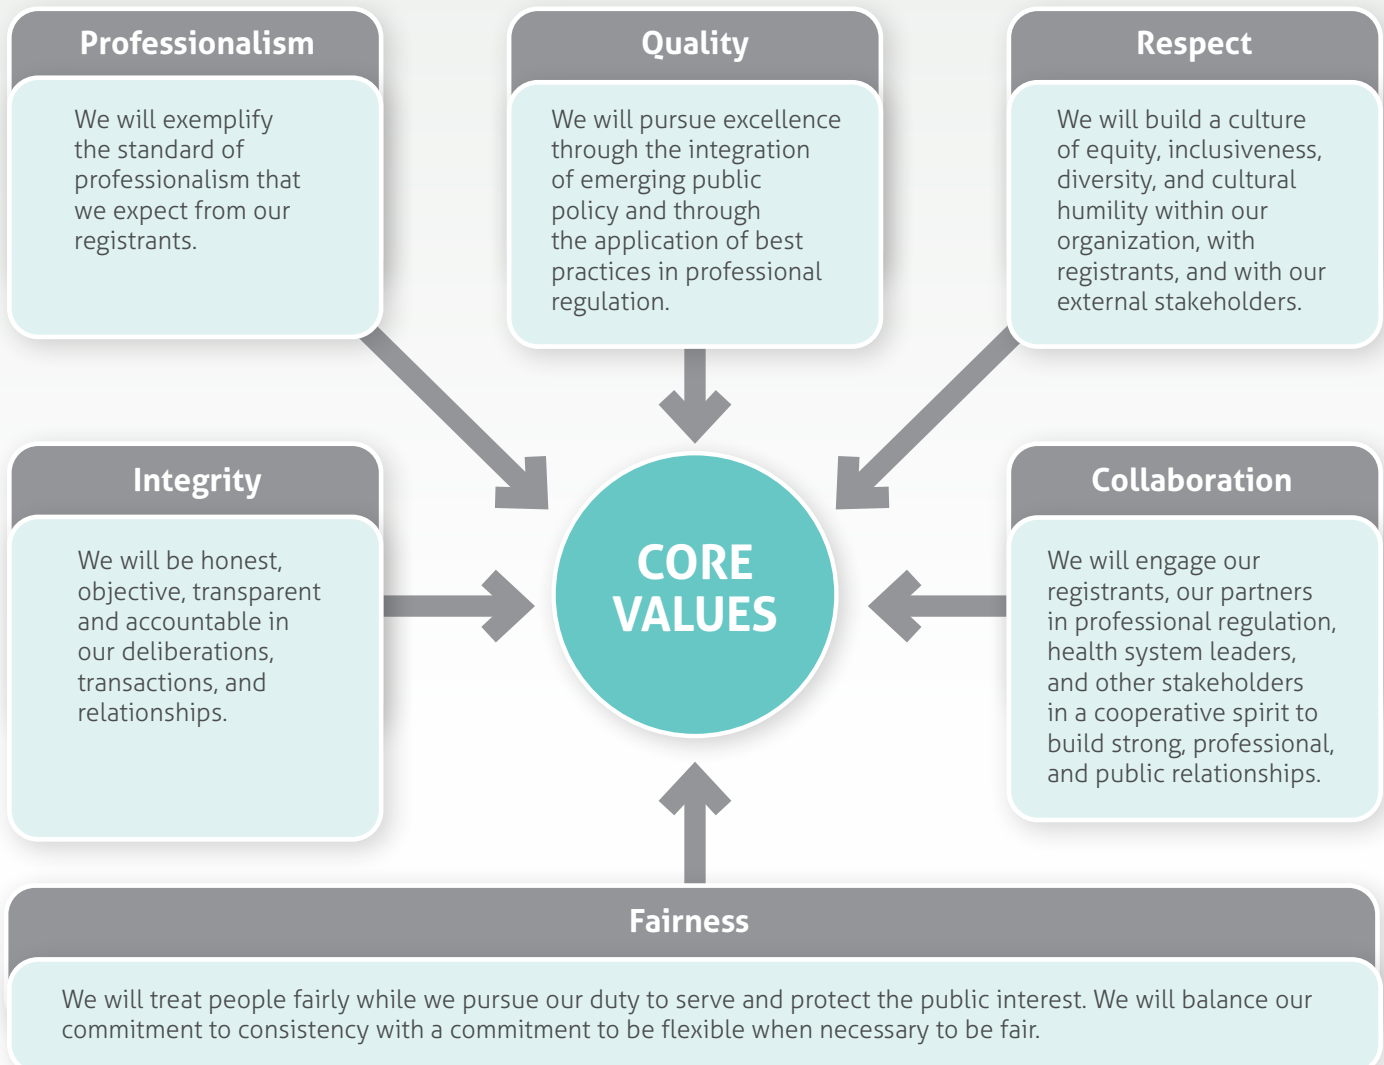 Professionalism
We will exemplify
the standard of
professionalism that
we expect from our
registrants.
Quality
We will pursue excellence
through the integration
of emerging public
policy and through
the application of best
practices in professional
regulation.
Respect
We will build a culture
of equity, inclusiveness,
diversity, and cultural
humility within our
organization, with
registrants, and with our
external stakeholders.
Integrity
We will be honest,
objective, transparent
and accountable in
our deliberations,
transactions, and
relationships.
CORE
VALUES
Collaboration
We will engage our
registrants, our partners
in professional regulation,
health system leaders,
and other stakeholders
in a cooperative spirit to
build strong, professional,
and public relationships.
Fairness
We will treat people fairly while we pursue our duty to serve and protect the public interest. We will balance our
commitment to consistency with a commitment to be flexible when necessary to be fair.